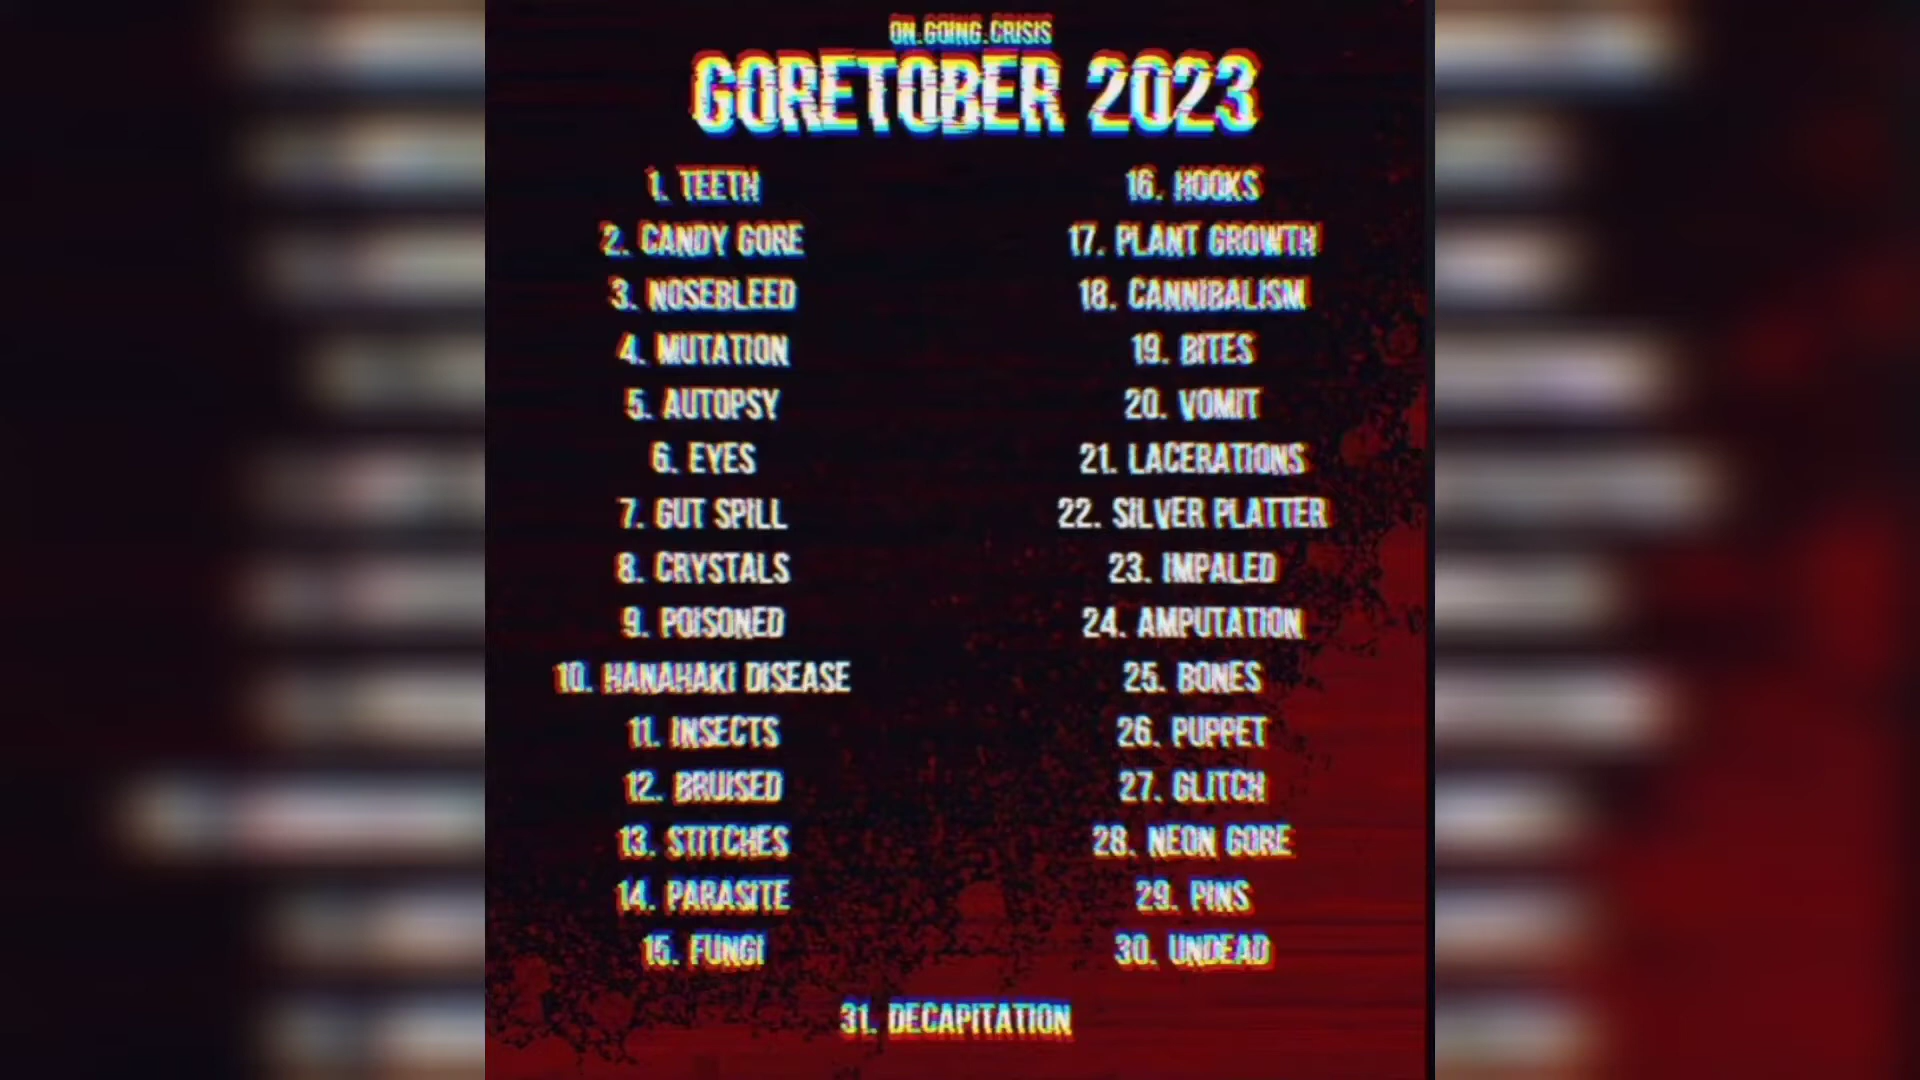 ON.GOING.CRISIS
GORETOBER 2023
1. TEETH
2. CANDY GORE
3. NOSEBLEED
4. MUTATION
5. AUTOPSY
6. EYES
7. GUT SPILL
8. CRYSTALS
9. POISONED
10. HANAHAKI DISEASE
11. INSECTS
12. BRUISED
13. STITCHES
14. PARASITE
15. FUNGI
16. HOOKS
17. PLANT GROWTH
18. CANNIBALISM
19. BITES
20. VOMIT
21. LACERATIONS
22. SILVER PLATTER
23. IMPALED
24. AMPUTATION
25. BONES
26. PUPPET
27. GLITCH
28. NEON GORE
29. PINS
30. UNDEAD
31. DECAPITATION